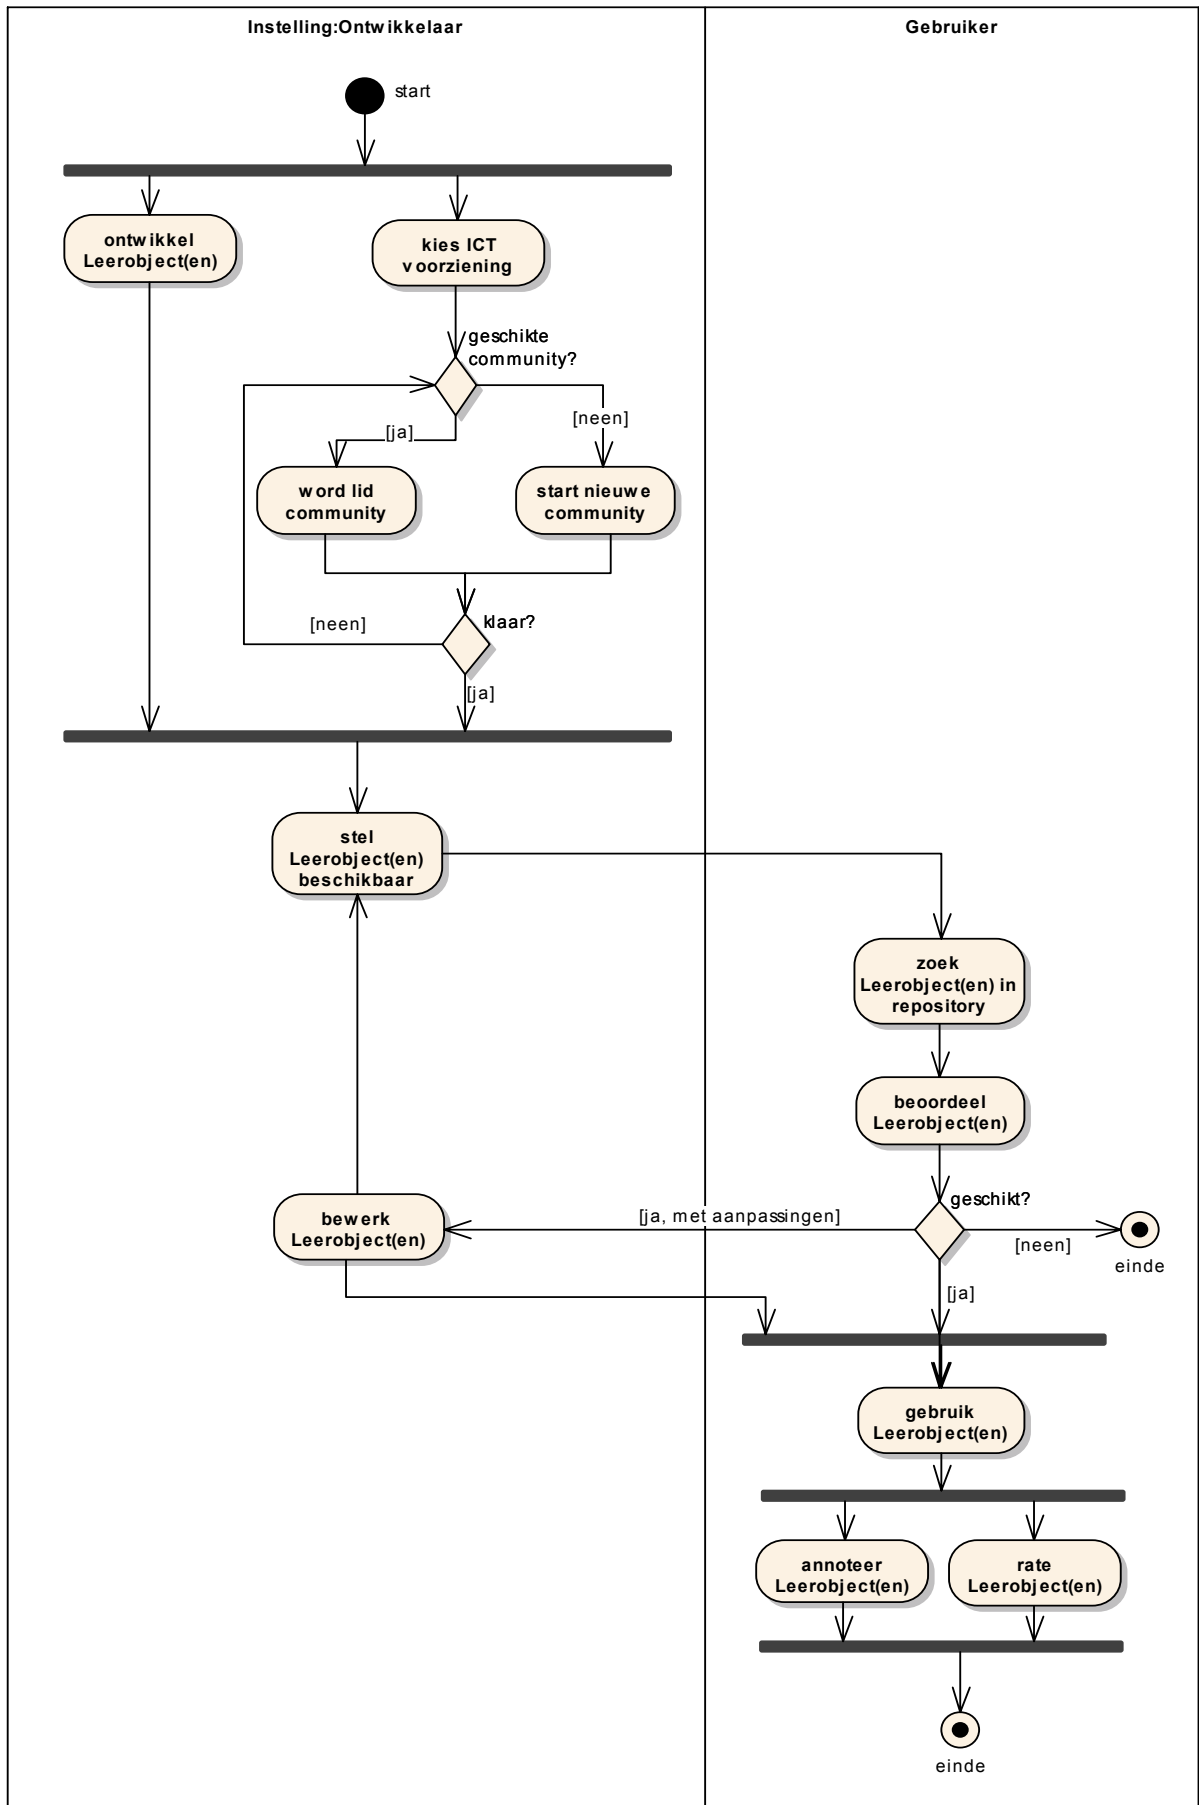 Instelling:Ontwikkelaar
Gebruiker
start
ontwikkel
Leerobject(en)
kies ICT
voorziening
geschikte
community?
[neen]
[ja]
word lid
community
start nieuwe
community
klaar?
[neen]
[ja]
stel
Leerobject(en)
beschikbaar
zoek
Leerobject(en) in
repository
beoordeel
Leerobject(en)
geschikt?
[ja, met aanpassingen]
bewerk
Leerobject(en)
[neen]
einde
[ja]
gebruik
Leerobject(en)
annoteer
Leerobject(en)
rate
Leerobject(en)
einde